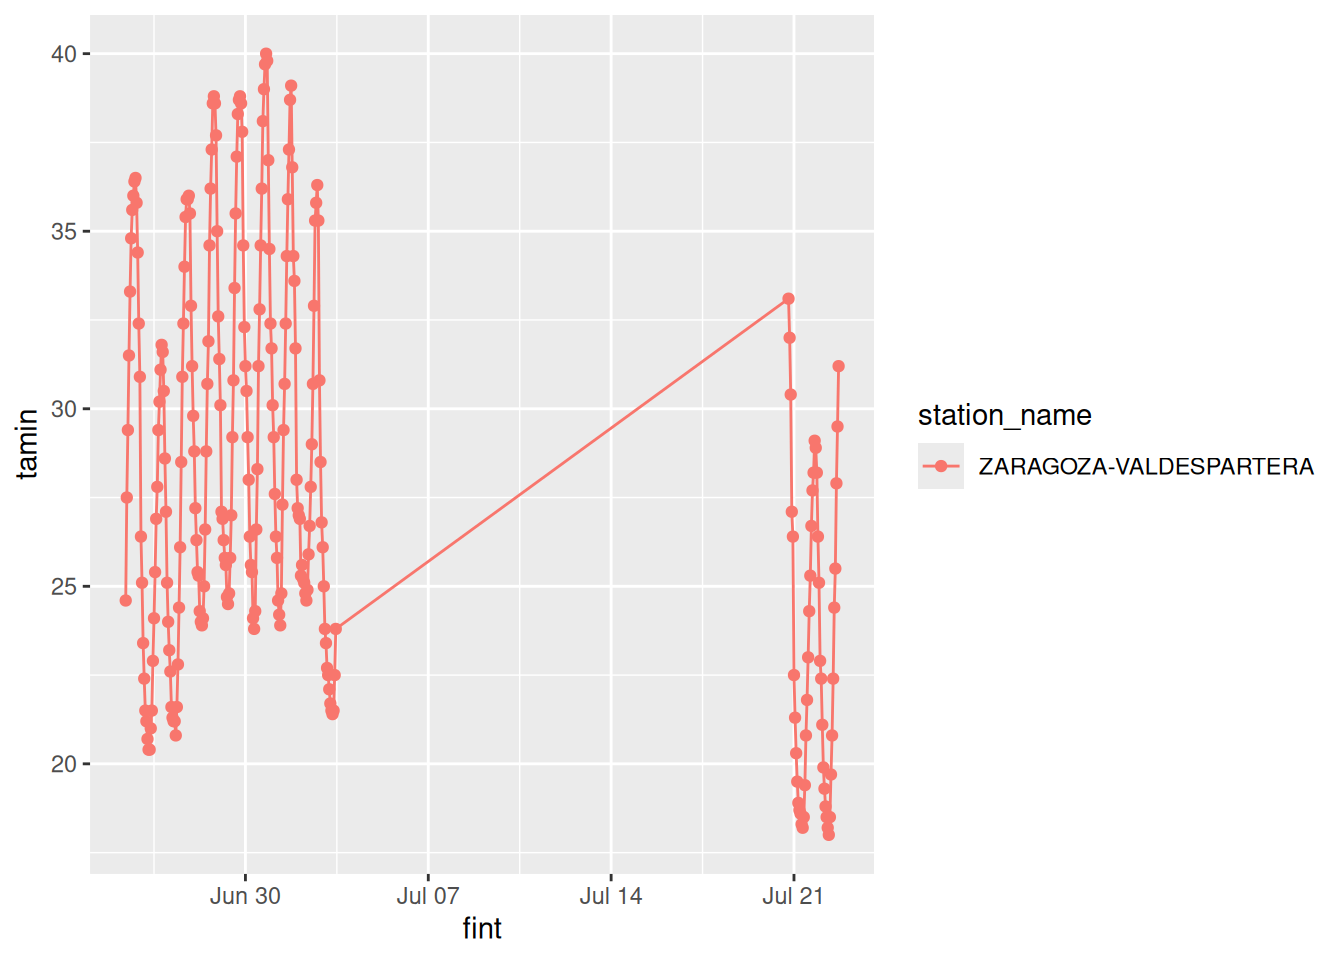 40
35
30
25
20
tamin
Jun 30
Jul 07
Jul 14
Jul 21
fint
station_name
ZARAGOZA-VALDESPARTERA